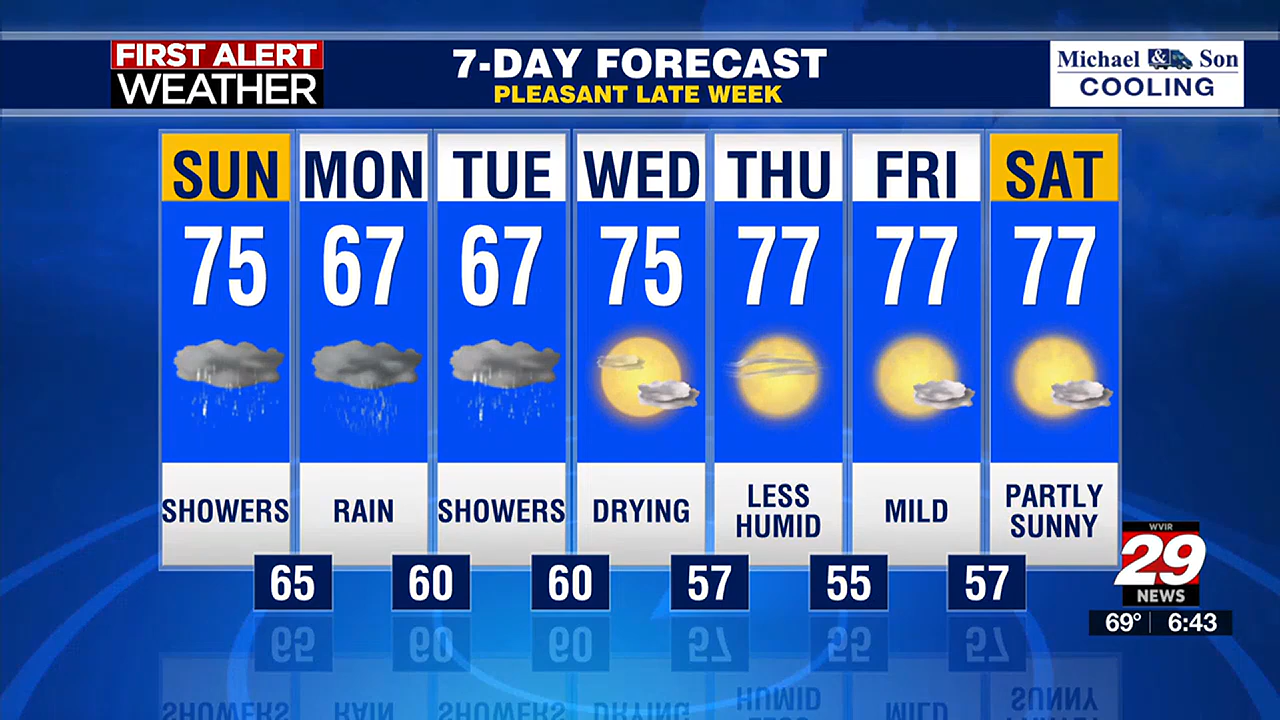 FIRST ALERT
WEATHER
7-DAY FORECAST
PLEASANT LATE WEEK
Michael & Son
COOLING
SUN MON TUE WED THU FRI SAT
75 67 67 75 77 77 77
SHOWERS RAIN SHOWERS DRYING LESS HUMID MILD PARTLY SUNNY
65 60 60 57 55 57
WVIR
29
NEWS
69° 6:43